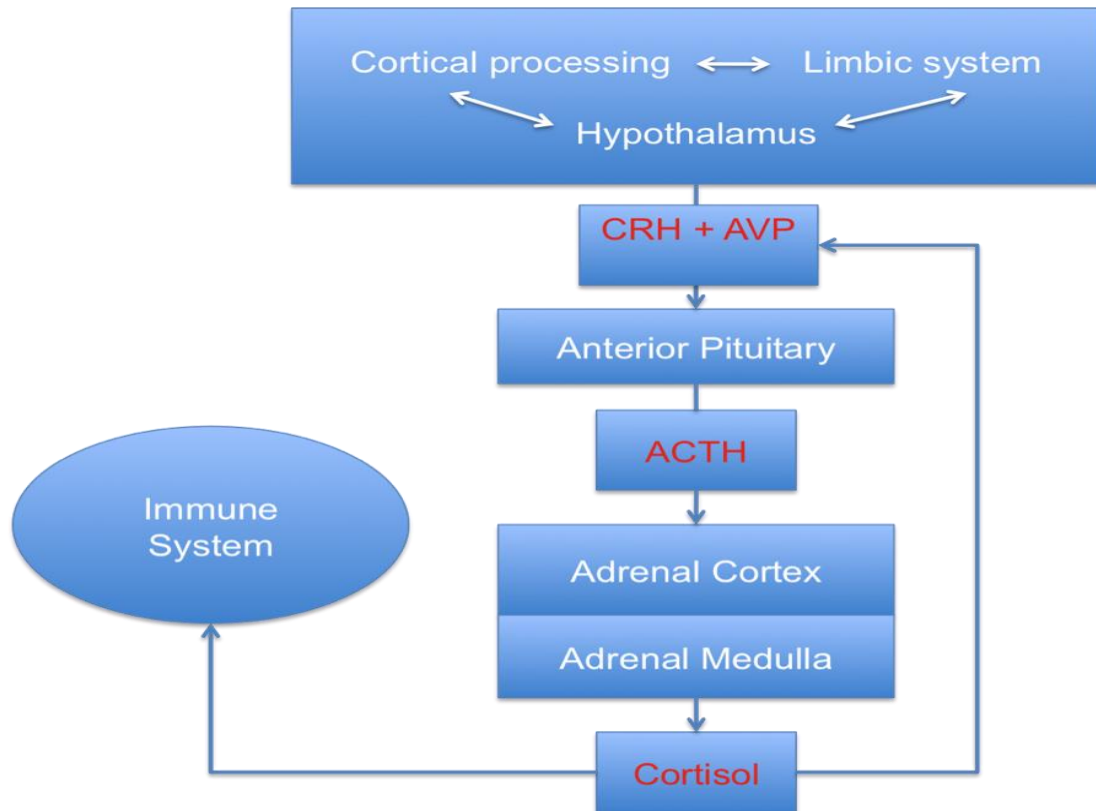 Cortical processing
Limbic system
Hypothalamus
CRH + AVP
Anterior Pituitary
ACTH
Immune
System
Adrenal Cortex
Adrenal Medulla
Cortisol